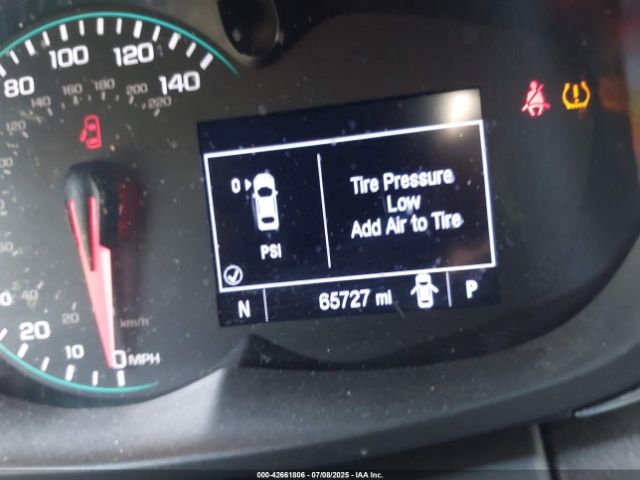 80 100 120 140
120 140 160 180 200 220
0 PSI
Tire Pressure
Low
Add Air to Tire
N 65727 mi P
20 10 0 MPH
40 20 km/h
000-42661806 - 07/08/2025 - IAA Inc.